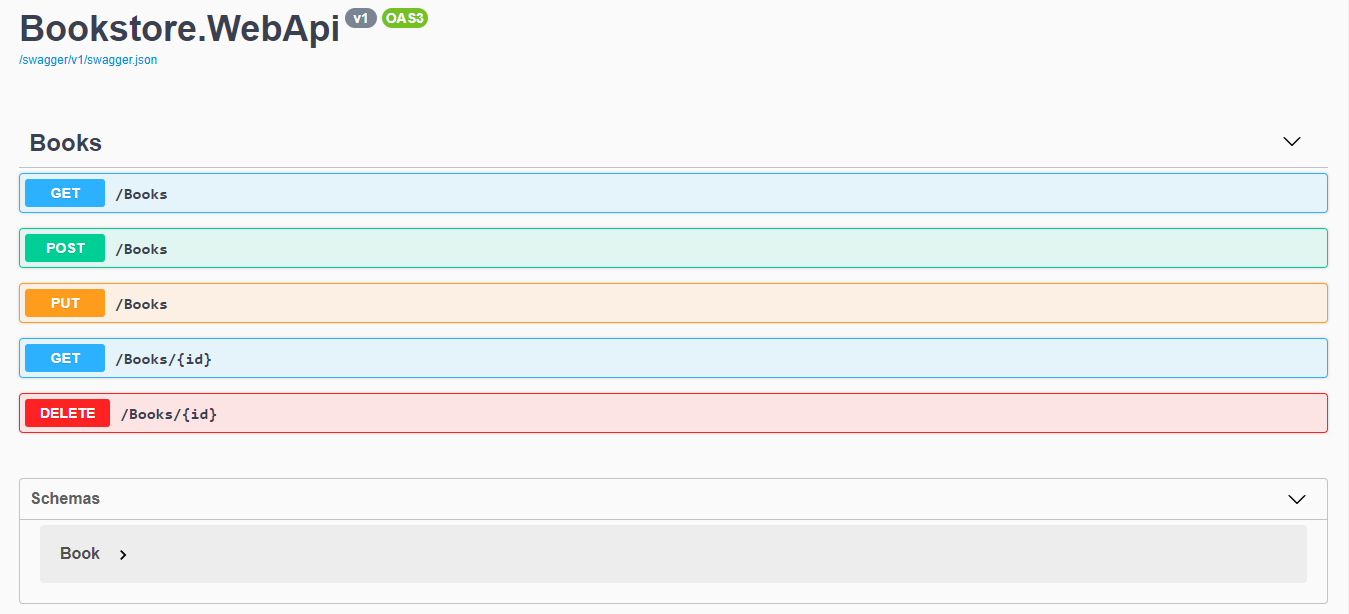 Bookstore.WebApi v1 OAS3
/swagger/v1/swagger.json
Books
GET /Books
POST /Books
PUT /Books
GET /Books/{id}
DELETE /Books/{id}
Schemas
Book